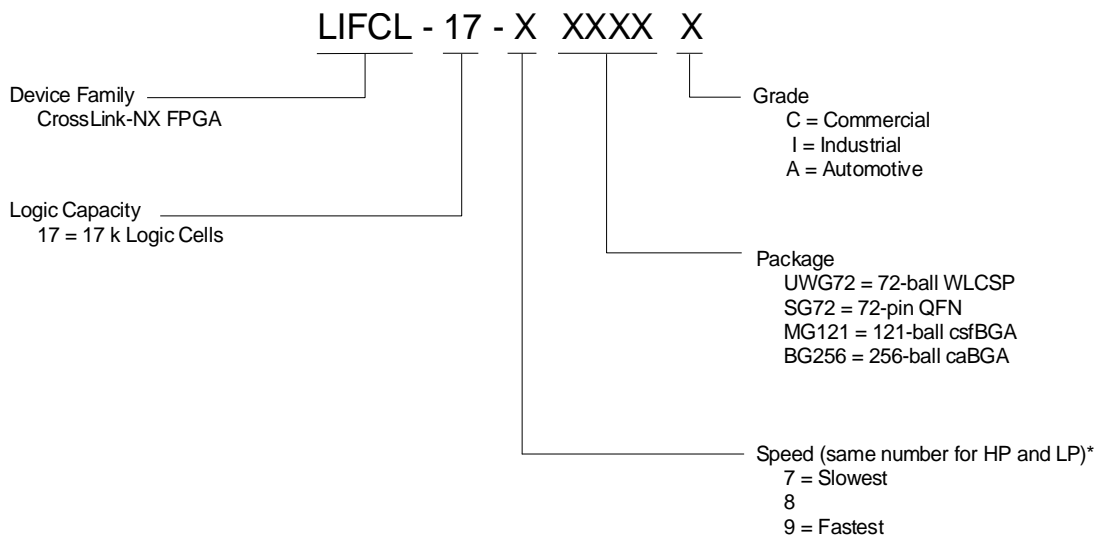 LIFCL - 17 - X XXXX X
Device Family
CrossLink-NX FPGA
Logic Capacity
17 = 17 k Logic Cells
Grade
C = Commercial
I = Industrial
A = Automotive
Package
UWG72 = 72-ball WLCSP
SG72 = 72-pin QFN
MG121 = 121-ball csfBGA
BG256 = 256-ball caBGA
Speed (same number for HP and LP)*
7 = Slowest
8
9 = Fastest